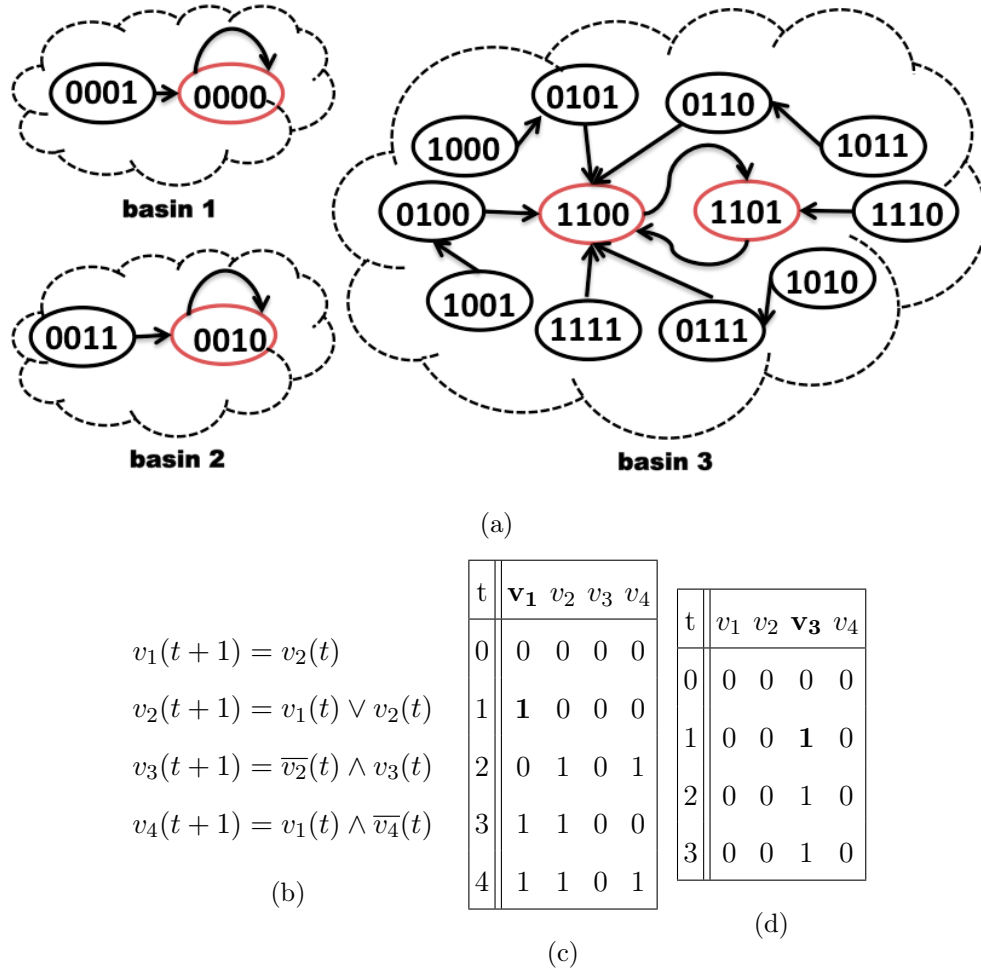 0001 0000
basin 1
0011 0010
basin 2
0101 0110
1000 1011
0100 1100 1101 1110
1001 1111 0111 1010
basin 3
(a)
v₁(t + 1) = v₂(t)
v₂(t + 1) = v₁(t) ∨ v₂(t)
v₃(t + 1) = v̅₂(t) ∧ v₃(t)
v₄(t + 1) = v₁(t) ∧ v̅₄(t)
(b)
t v₁ v₂ v₃ v₄
0 0 0 0 0
1 1 0 0 0
2 0 1 0 1
3 1 1 0 0
4 1 1 0 1
(c)
t v₁ v₂ v₃ v₄
0 0 0 0 0
1 0 0 1 0
2 0 0 1 0
3 0 0 1 0
(d)